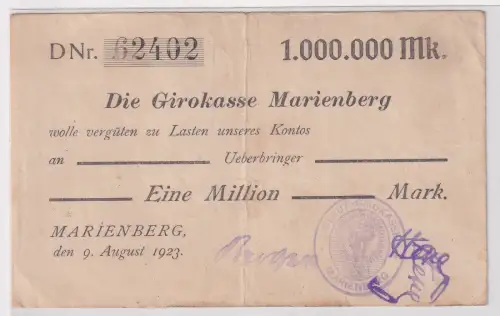 DNr. 62402 1.000.000 Mk.
Die Girokasse Marienberg
wolle vergüten zu Lasten unseres Kontos
an Ueberbringer
Eine Million Mark.
MARIENBERG,
den 9. August 1923.
MARIENBERG